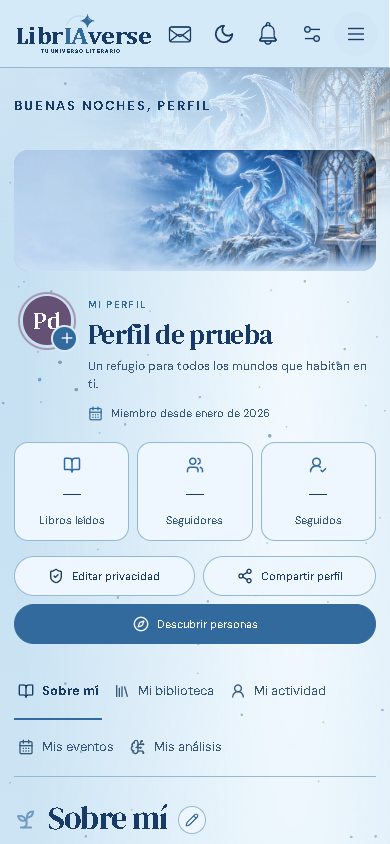 LibrIAverse
TU UNIVERSO LITERARIO
BUENAS NOCHES, PERFIL
Pd
MI PERFIL
Perfil de prueba
Un refugio para todos los mundos que habitan en
ti.
Miembro desde enero de 2026
— — —
Libros leídos Seguidores Seguidos
Editar privacidad Compartir perfil
Descubrir personas
Sobre mí Mi biblioteca Mi actividad
Mis eventos Mis análisis
Sobre mí